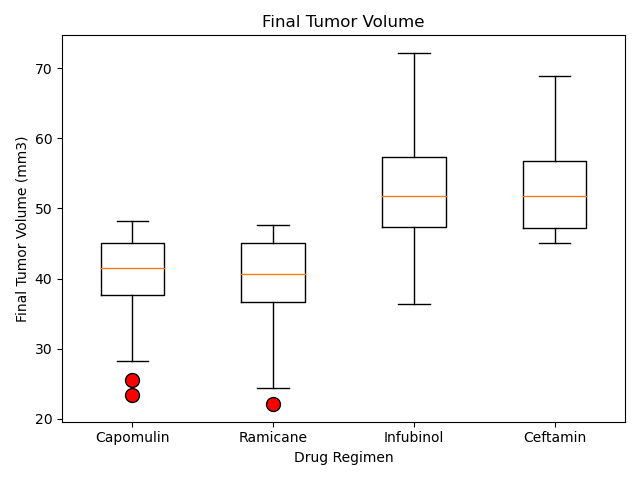 Final Tumor Volume
Final Tumor Volume (mm3)
70
60
50
40
30
20
Capomulin Ramicane Infubinol Ceftamin
Drug Regimen